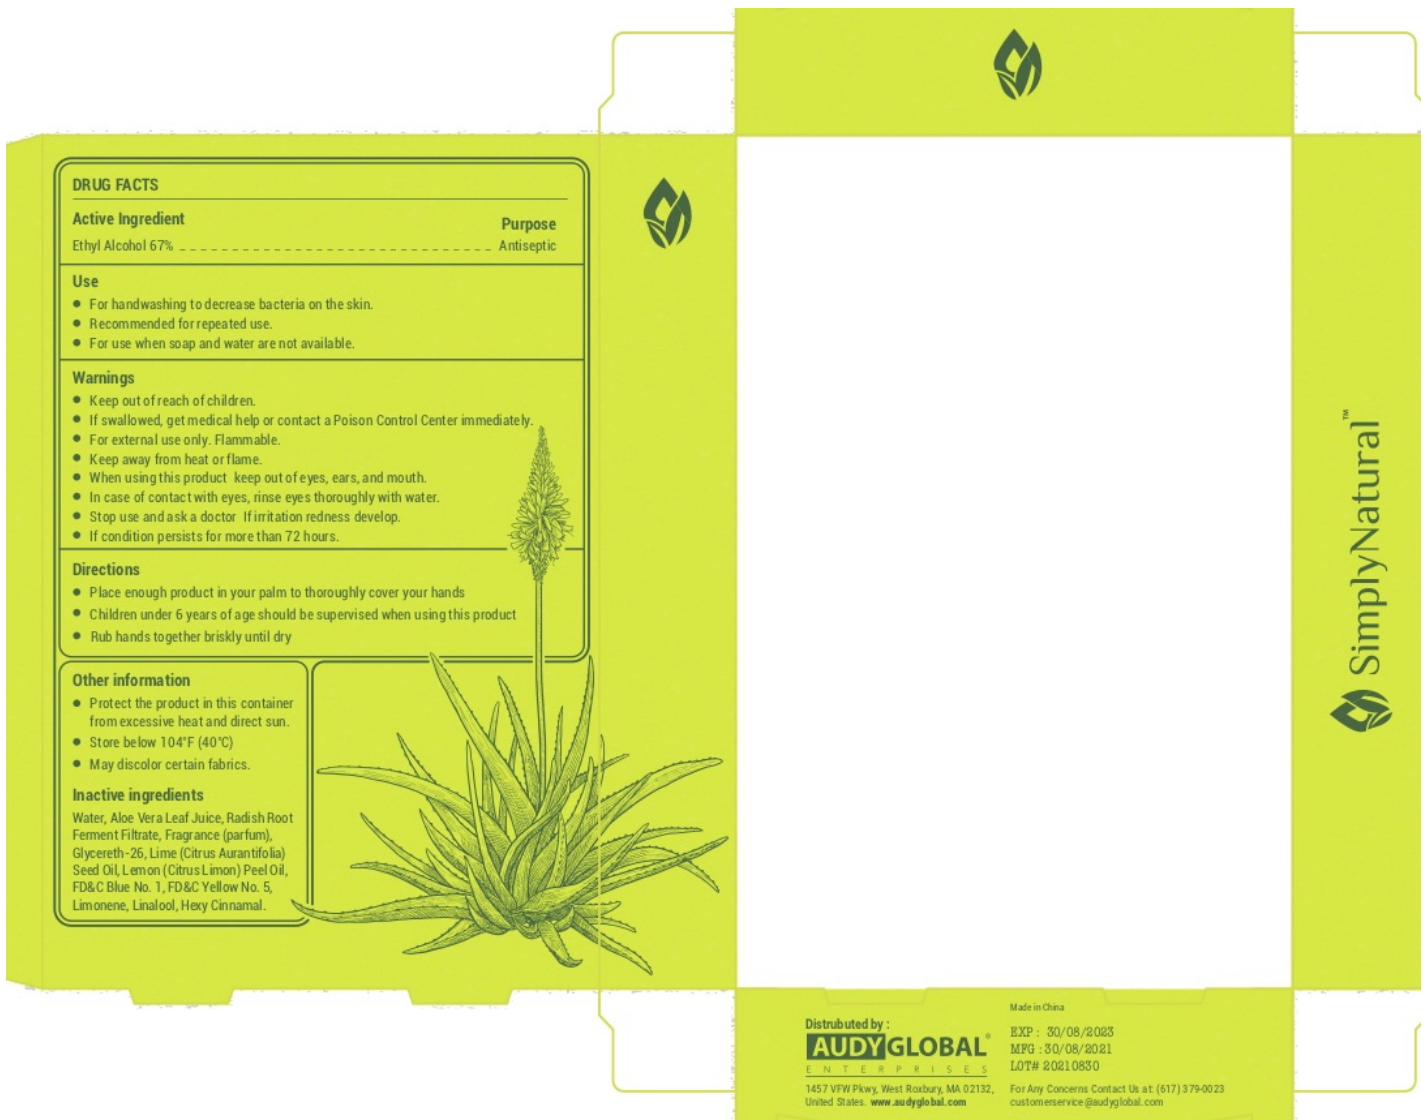 DRUG FACTS
Active Ingredient
Purpose
Ethyl Alcohol 67% _ _ _ _ _ _ _ _ _ _ _ _ _ _ _ _ _ _ _ _ _ _ _ _ _ _ _ _ _ _ Antiseptic
Use
● For handwashing to decrease bacteria on the skin.
● Recommended for repeated use.
● For use when soap and water are not available.
Warnings
● Keep out of reach of children.
● If swallowed, get medical help or contact a Poison Control Center immediately.
● For external use only. Flammable.
● Keep away from heat or flame.
● When using this product keep out of eyes, ears, and mouth.
● In case of contact with eyes, rinse eyes thoroughly with water.
● Stop use and ask a doctor If irritation redness develop.
● If condition persists for more than 72 hours.
Directions
● Place enough product in your palm to thoroughly cover your hands
● Children under 6 years of age should be supervised when using this product
● Rub hands together briskly until dry
Other information
● Protect the product in this container
from excessive heat and direct sun.
● Store below 104°F (40°C)
● May discolor certain fabrics.
Inactive ingredients
Water, Aloe Vera Leaf Juice, Radish Root
Ferment Filtrate, Fragrance (parfum),
Glycereth-26, Lime (Citrus Aurantifolia)
Seed Oil, Lemon (Citrus Limon) Peel Oil,
FD&C Blue No. 1, FD&C Yellow No. 5,
Limonene, Linalool, Hexy Cinnamal.
SimplyNatural™
Distrubuted by :
AUDYGLOBAL®
ENTERPRISES
1457 VFW Pkwy, West Roxbury, MA 02132,
United States. www.audyglobal.com
Made in China
EXP : 30/08/2023
MFG : 30/08/2021
LOT# 20210830
For Any Concerns Contact Us at: (617) 379-0023
customerservice@audyglobal.com